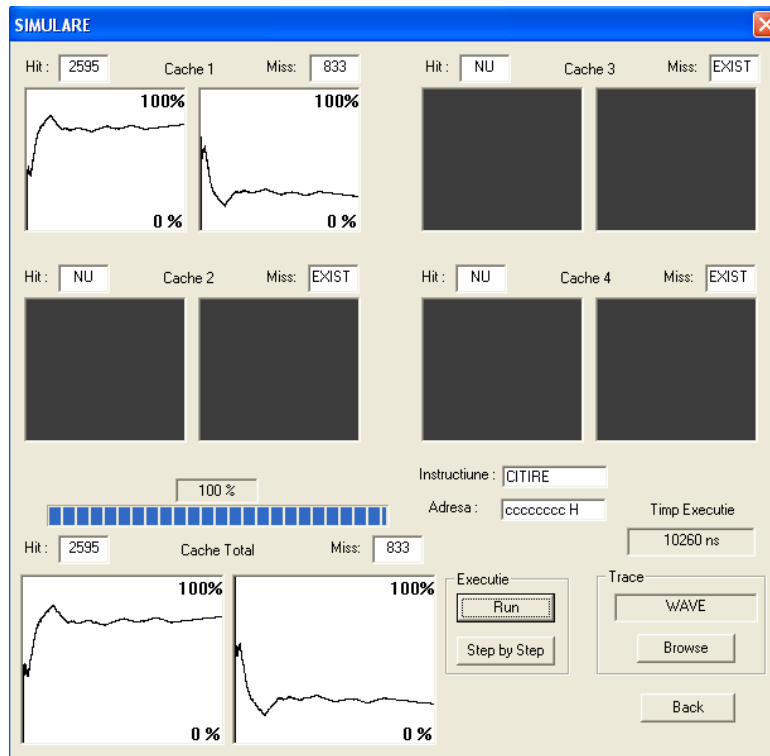 SIMULARE
Hit : 2595 Cache 1 Miss: 833
100% 100%
0 % 0 %
Hit : NU Cache 3 Miss: EXIST
Hit : NU Cache 2 Miss: EXIST
Hit : NU Cache 4 Miss: EXIST
100 %
Instructiune : CITIRE
Adresa : cccccccc H
Timp Executie
10260 ns
Hit : 2595 Cache Total Miss: 833
100% 100%
0 % 0 %
Executie
Run
Step by Step
Trace
WAVE
Browse
Back